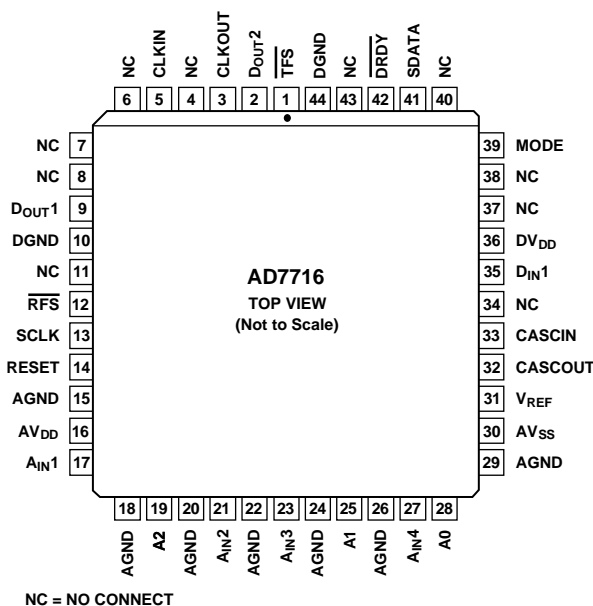 NC
CLKIN
NC
CLKOUT
DOUT2
TFS
DGND
NC
DRDY
SDATA
NC
6 5 4 3 2 1 44 43 42 41 40
NC 7
NC 8
DOUT1 9
DGND 10
NC 11
RFS 12
SCLK 13
RESET 14
AGND 15
AVDD 16
AIN1 17
AD7716
TOP VIEW
(Not to Scale)
39 MODE
38 NC
37 NC
36 DVDD
35 DIN1
34 NC
33 CASCIN
32 CASCOUT
31 VREF
30 AVSS
29 AGND
18 19 20 21 22 23 24 25 26 27 28
AGND
A2
AGND
AIN2
AGND
AIN3
AGND
A1
AGND
AIN4
A0
NC = NO CONNECT